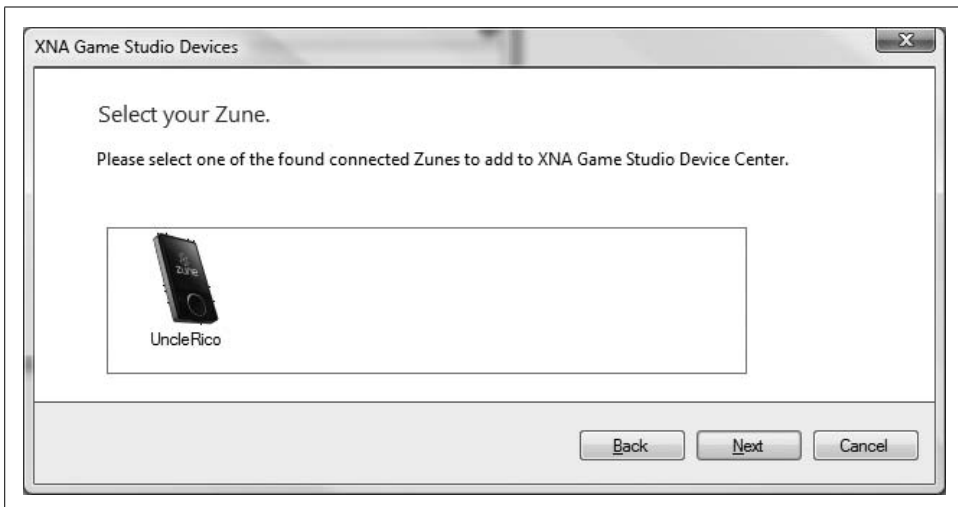 XNA Game Studio Devices
Select your Zune.
Please select one of the found connected Zunes to add to XNA Game Studio Device Center.
zune
UncleRico
Back
Next
Cancel